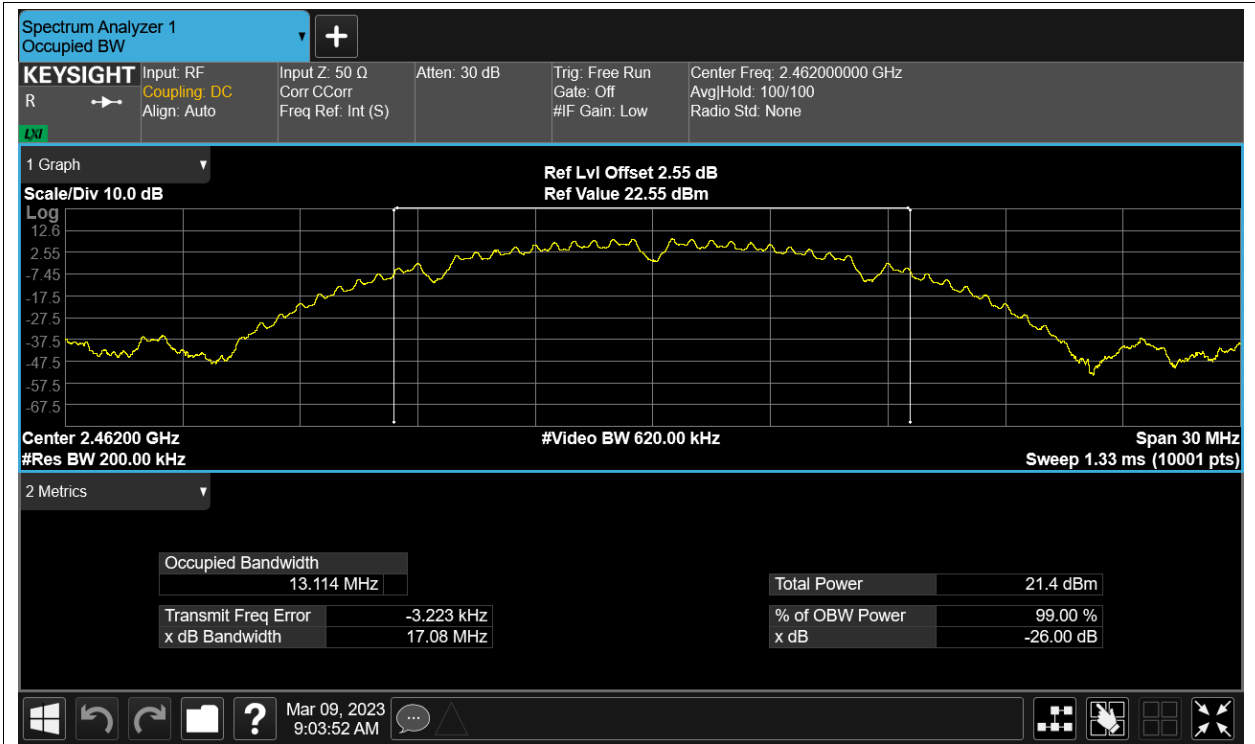 Spectrum Analyzer 1
Occupied BW
KEYSIGHT
R
LXI
Input: RF
Coupling: DC
Align: Auto
Input Z: 50 Ω
Corr CCorr
Freq Ref: Int (S)
Atten: 30 dB
Trig: Free Run
Gate: Off
#IF Gain: Low
Center Freq: 2.462000000 GHz
Avg|Hold: 100/100
Radio Std: None
1 Graph
Scale/Div 10.0 dB
Ref Lvl Offset 2.55 dB
Ref Value 22.55 dBm
Log
12.6
2.55
-7.45
-17.5
-27.5
-37.5
-47.5
-57.5
-67.5
Center 2.46200 GHz
#Video BW 620.00 kHz
Span 30 MHz
#Res BW 200.00 kHz
Sweep 1.33 ms (10001 pts)
2 Metrics
Occupied Bandwidth
13.114 MHz
Total Power 21.4 dBm
Transmit Freq Error -3.223 kHz
% of OBW Power 99.00 %
x dB Bandwidth 17.08 MHz
x dB -26.00 dB
?
Mar 09, 2023
9:03:52 AM